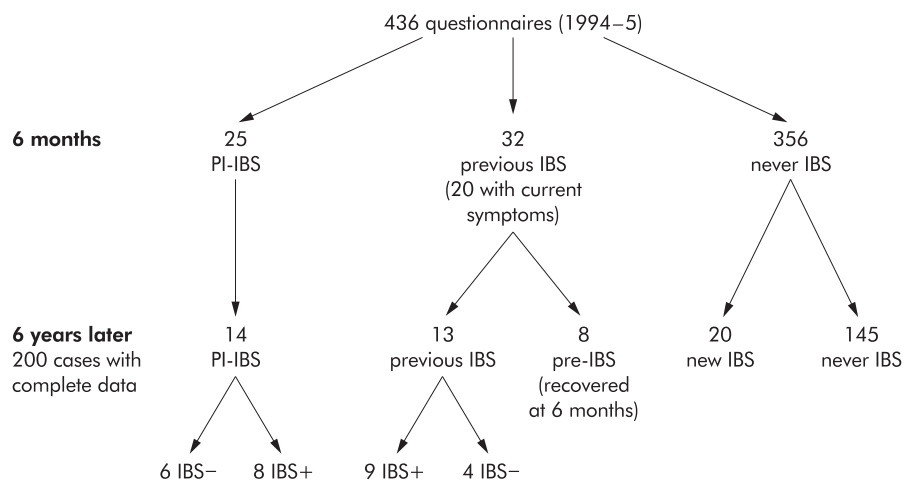 436 questionnaires (1994–5)
6 months
25
PI-IBS
32
previous IBS
(20 with current
symptoms)
356
never IBS
6 years later
200 cases with
complete data
14
PI-IBS
13
previous IBS
8
pre-IBS
(recovered
at 6 months)
20
new IBS
145
never IBS
6 IBS–
8 IBS+
9 IBS+
4 IBS–